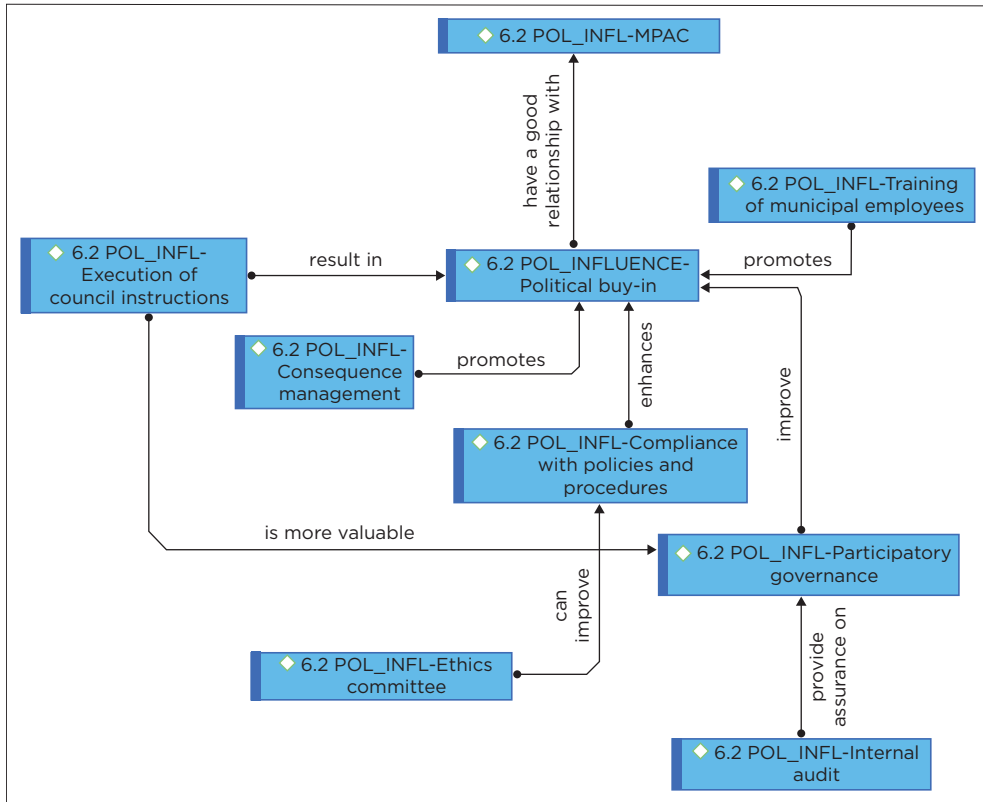 6.2 POL_INFL-MPAC
have a good
relationship with
6.2 POL_INFL-Training
of municipal employees
6.2 POL_INFL-
Execution of
council instructions
result in
6.2 POL_INFLUENCE-
Political buy-in
promotes
6.2 POL_INFL-
Consequence
management
promotes
enhances
improve
6.2 POL_INFL-Compliance
with policies and
procedures
is more valuable
6.2 POL_INFL-Participatory
governance
can
improve
6.2 POL_INFL-Ethics
committee
provide
assurance on
6.2 POL_INFL-Internal
audit